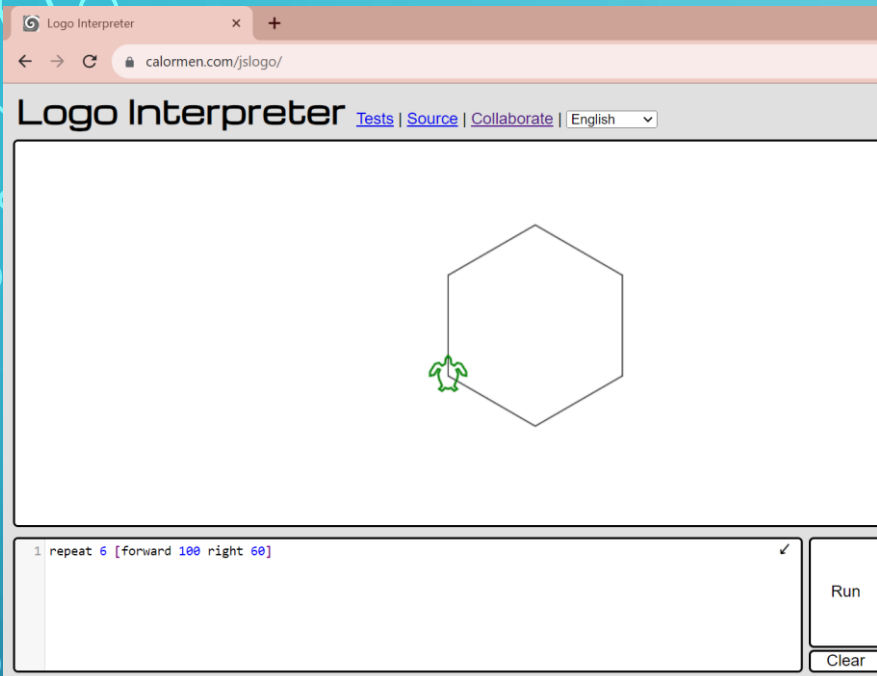 Logo Interpreter
calormen.com/jslogo/
Logo Interpreter Tests | Source | Collaborate | English
1 repeat 6 [forward 100 right 60]
Run
Clear